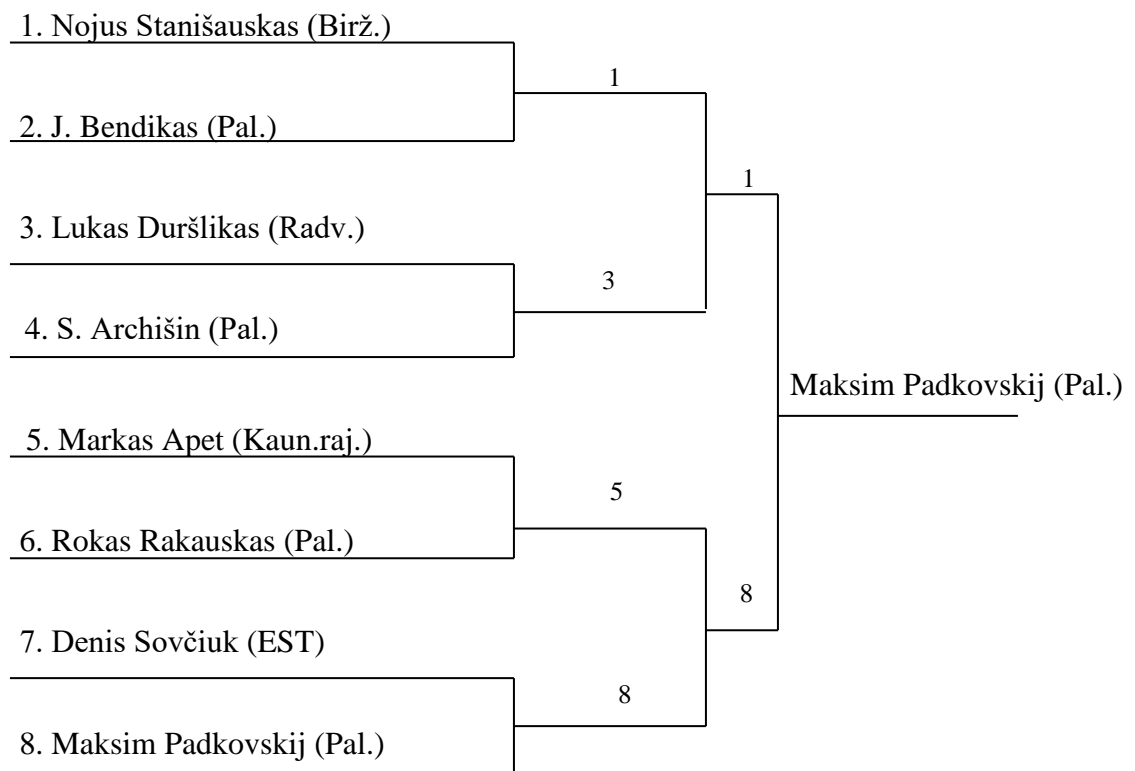 1. Nojus Stanišauskas (Birž.)
1
2. J. Bendikas (Pal.)
1
3. Lukas Duršlikas (Radv.)
3
4. S. Archišin (Pal.)
Maksim Padkovskij (Pal.)
5. Markas Apet (Kaun.raj.)
5
6. Rokas Rakauskas (Pal.)
8
7. Denis Sovčiuk (EST)
8
8. Maksim Padkovskij (Pal.)